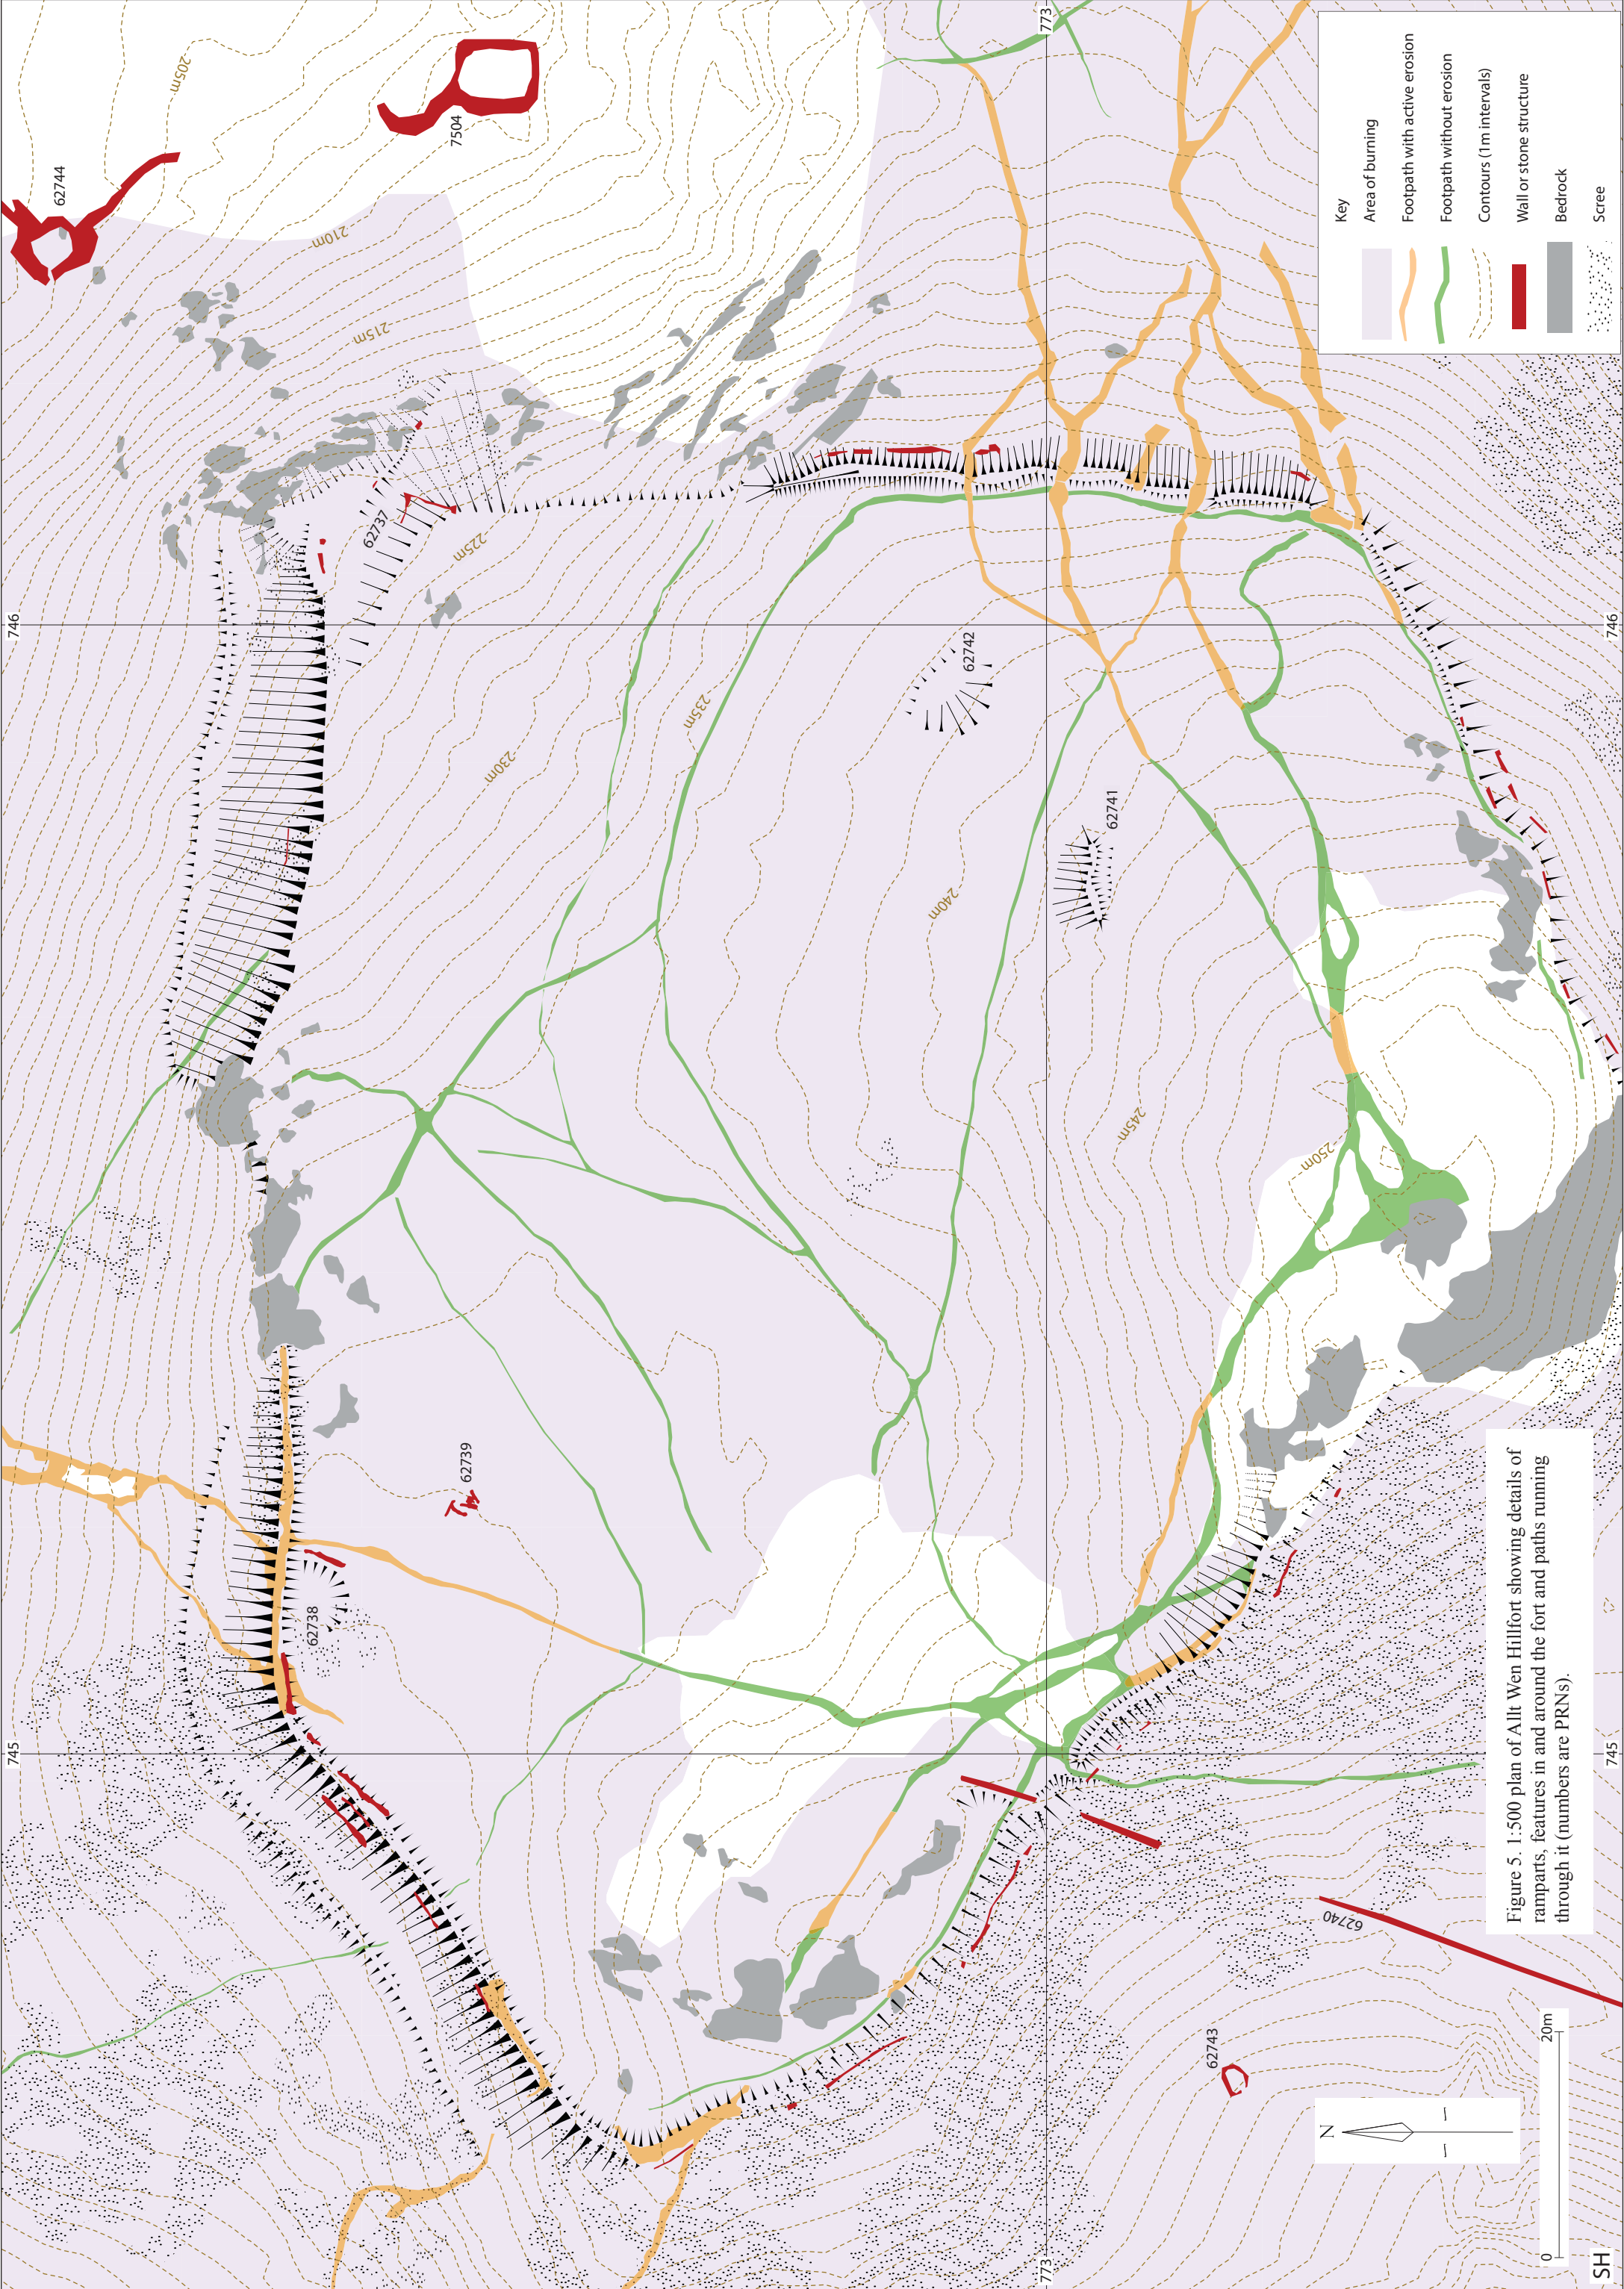 773
205m
62744
7504
210m
215m
Key
Area of burning
Footpath with active erosion
Footpath without erosion
Contours (1m intervals)
Wall or stone structure
Bedrock
Scree
62737
225m
746
746
62742
235m
230m
62741
240m
245m
250m
62739
62738
745
745
Figure 5. 1:500 plan of Allt Wen Hillfort showing details of
ramparts, features in and around the fort and paths running
through it (numbers are PRNs).
62740
62743
N
0
20m
773
SH